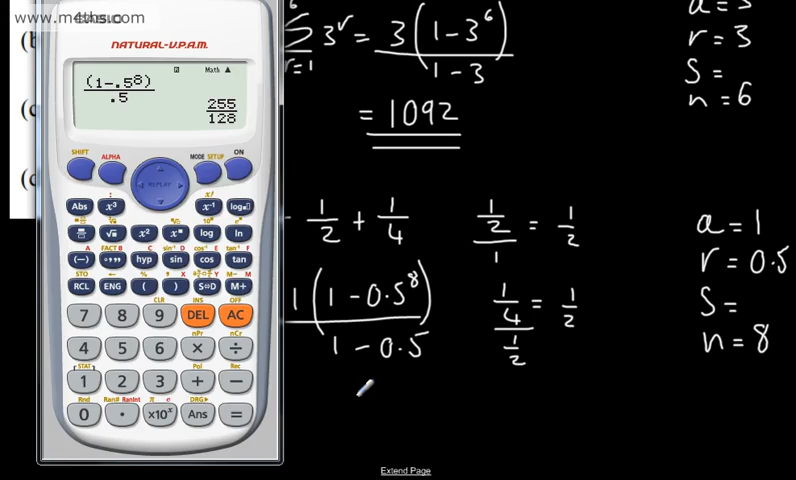 www.m4ths.com
NATURAL-V.P.A.M.
Math ▲
(1−.5⁸)
.5
255
128
SHIFT ALPHA MODE SETUP ON
REPLAY
Abs x³ x⁻¹ log
x² log ln
(−) hyp sin cos tan
RCL ENG ( ) S⇔D M+
7 8 9 DEL AC
4 5 6 × ÷
1 2 3 + −
0 · ×10ˣ Ans =
(b
(c
(d
6
Σ 3^r = 3(1 − 3⁶)
r=1 1 − 3
= 1092
r = 3
S =
n = 6
1/2 + 1/4
1/2 / 1 = 1/2
1(1 − 0.5⁸)
1 − 0.5
1/4 / 1/2 = 1/2
a = 1
r = 0.5
S =
n = 8
Extend Page